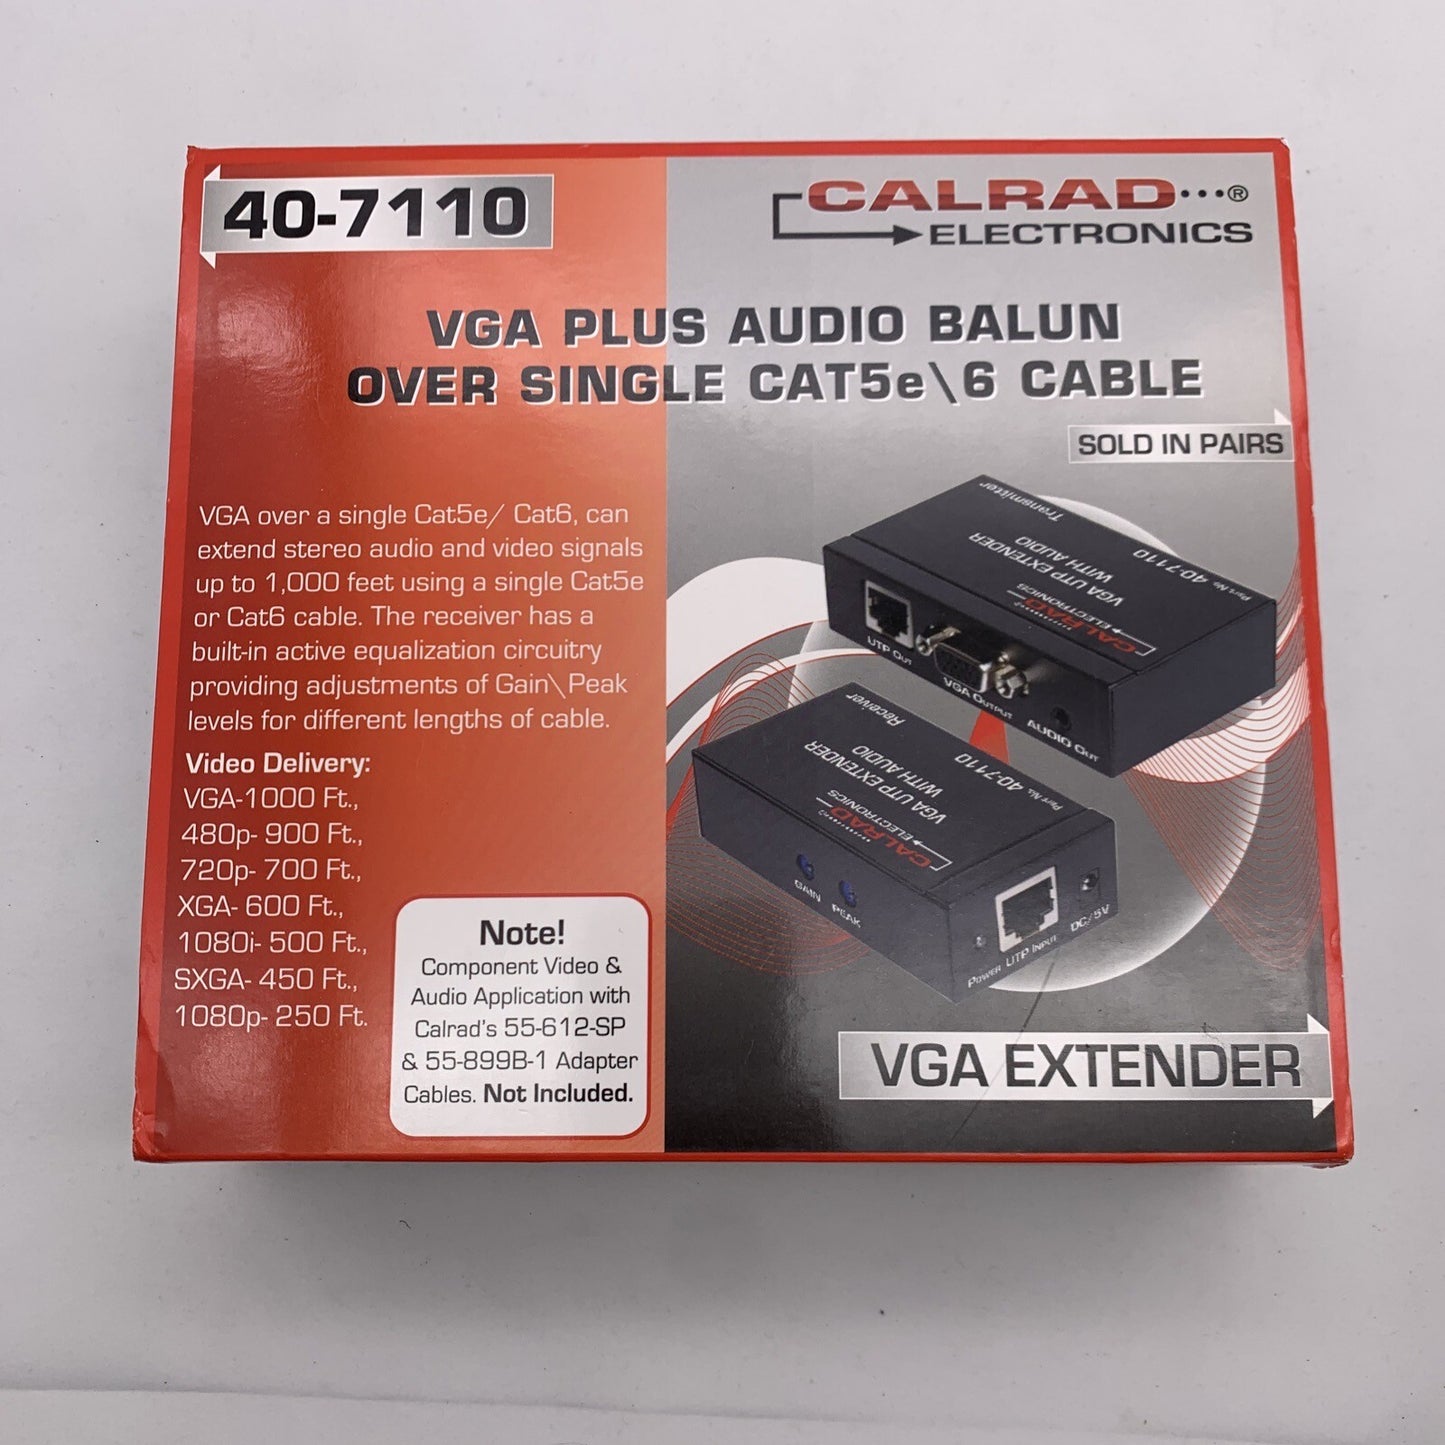 40-7110
CALRAD ®
ELECTRONICS
VGA PLUS AUDIO BALUN
OVER SINGLE CAT5e\6 CABLE
SOLD IN PAIRS
VGA over a single Cat5e/ Cat6, can
extend stereo audio and video signals
up to 1,000 feet using a single Cat5e
or Cat6 cable. The receiver has a
built-in active equalization circuitry
providing adjustments of Gain\Peak
levels for different lengths of cable.
Video Delivery:
VGA-1000 Ft.,
480p- 900 Ft.,
720p- 700 Ft.,
XGA- 600 Ft.,
1080i- 500 Ft.,
SXGA- 450 Ft.,
1080p- 250 Ft.
Note!
Component Video &
Audio Application with
Calrad's 55-612-SP
& 55-899B-1 Adapter
Cables. Not Included.
Transmitter
Part No. 40-7110
VGA UTP EXTENDER
WITH AUDIO
CALRAD
ELECTRONICS
UTP OUT
VGA OUTPUT
AUDIO OUT
Receiver
Part No. 40-7110
VGA UTP EXTENDER
WITH AUDIO
CALRAD
ELECTRONICS
GAIN
PEAK
POWER
UTP INPUT
DC/5V
VGA EXTENDER